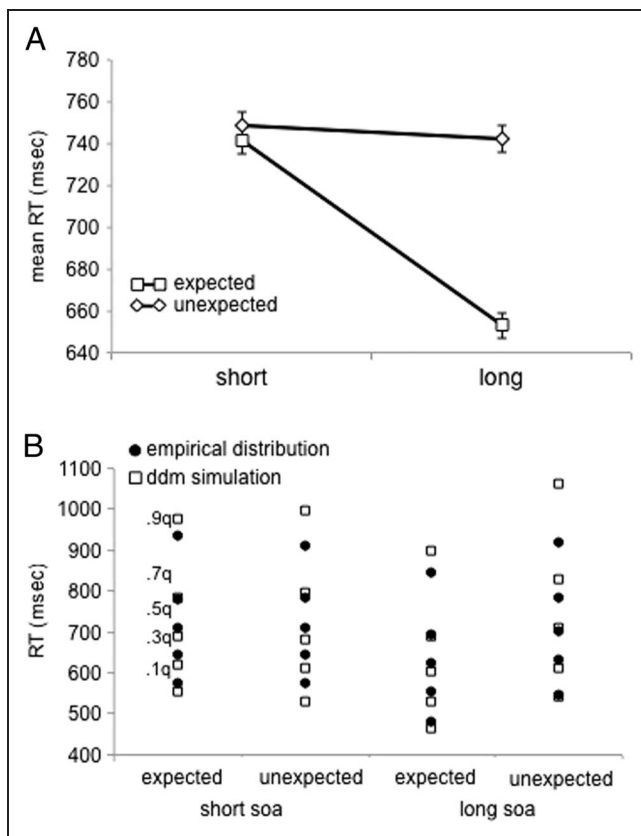 A
780
760
740
720
700
680
660
640
mean RT (msec)
expected
unexpected
short long
B
empirical distribution
ddm simulation
1100
1000
900
800
700
600
500
400
RT (msec)
.9q
.7q
.5q
.3q
.1q
expected unexpected expected unexpected
short soa long soa